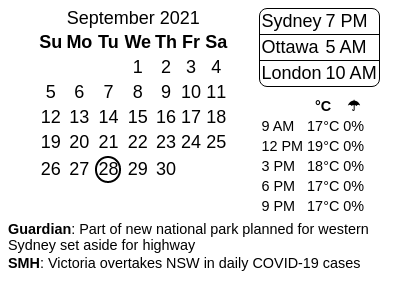 September 2021
Su Mo Tu We Th Fr Sa
1 2 3 4
5 6 7 8 9 10 11
12 13 14 15 16 17 18
19 20 21 22 23 24 25
26 27 28 29 30
Sydney 7 PM
Ottawa 5 AM
London 10 AM
°C ☂
9 AM 17°C 0%
12 PM 19°C 0%
3 PM 18°C 0%
6 PM 17°C 0%
9 PM 17°C 0%
Guardian: Part of new national park planned for western
Sydney set aside for highway
SMH: Victoria overtakes NSW in daily COVID-19 cases